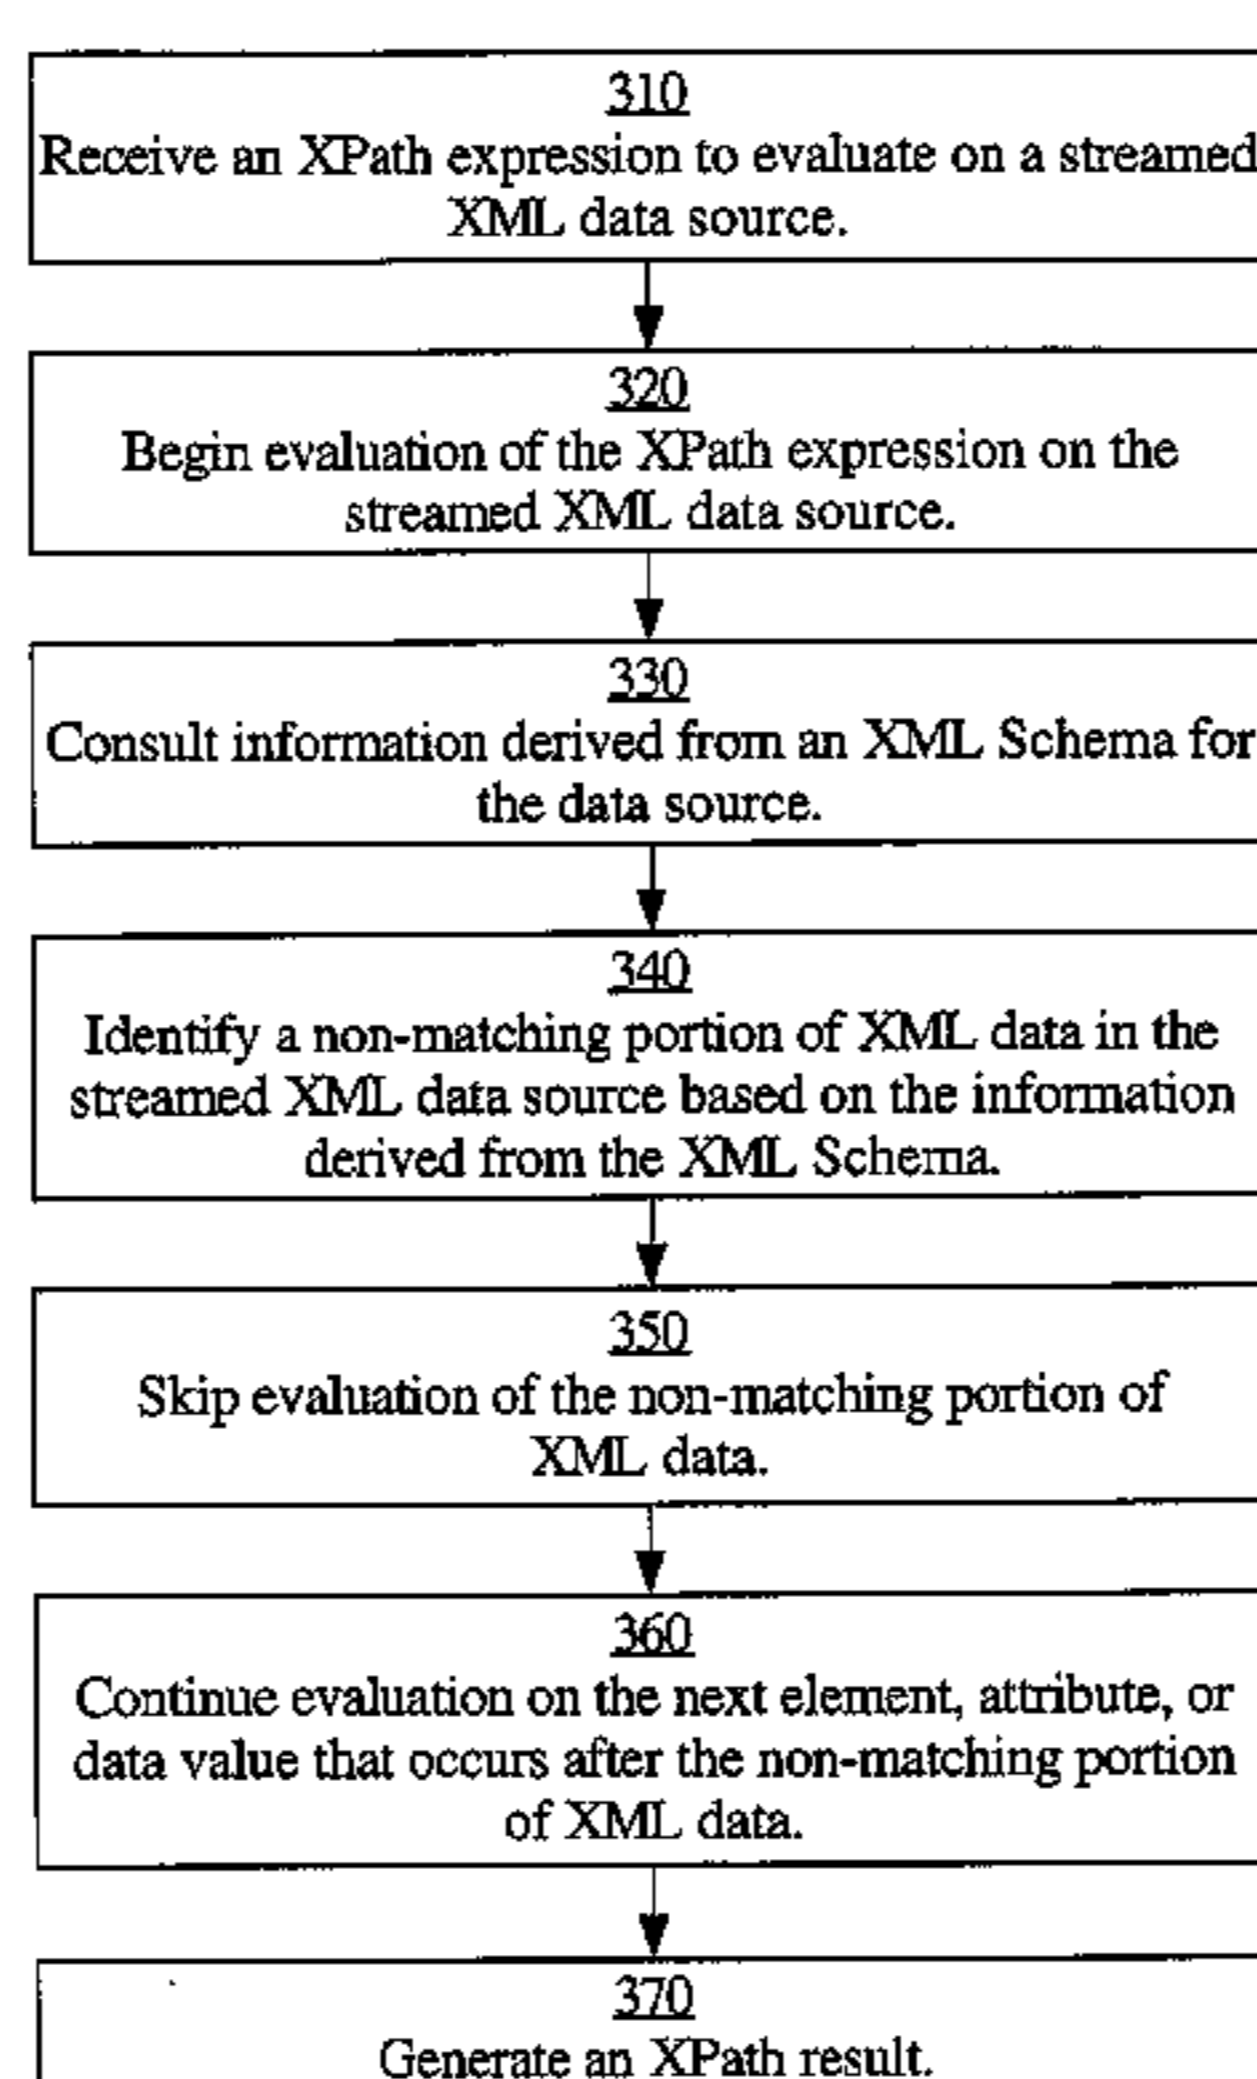 310
Receive an XPath expression to evaluate on a streamed
XML data source.
320
Begin evaluation of the XPath expression on the
streamed XML data source.
330
Consult information derived from an XML Schema for
the data source.
340
Identify a non-matching portion of XML data in the
streamed XML data source based on the information
derived from the XML Schema.
350
Skip evaluation of the non-matching portion of
XML data.
360
Continue evaluation on the next element, attribute, or
data value that occurs after the non-matching portion
of XML data.
370
Generate an XPath result.